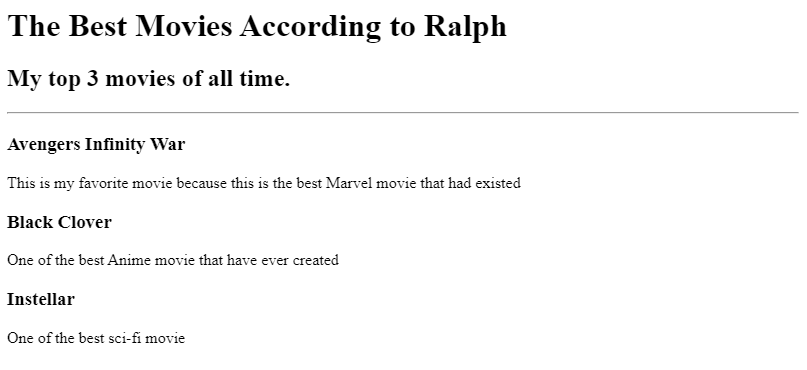 The Best Movies According to Ralph
My top 3 movies of all time.
Avengers Infinity War
This is my favorite movie because this is the best Marvel movie that had existed
Black Clover
One of the best Anime movie that have ever created
Instellar
One of the best sci-fi movie